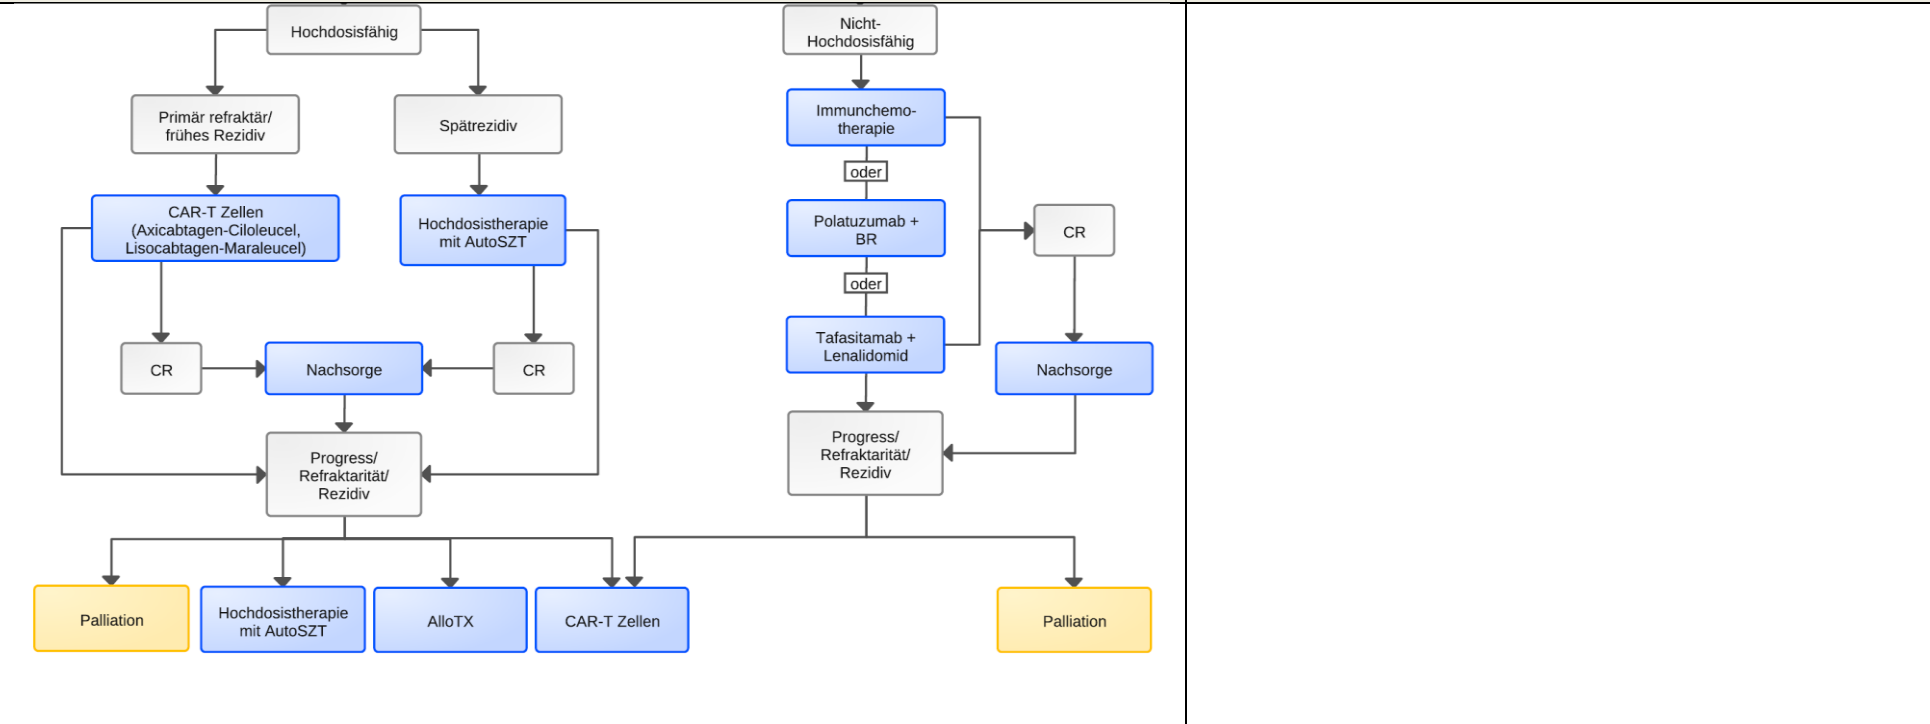 Hochdosisfähig
Nicht-
Hochdosisfähig
Primär refraktär/
frühes Rezidiv
Spätrezidiv
Immunchemo-
therapie
oder
CAR-T Zellen
(Axicabtagen-Ciloleucel,
Lisocabtagen-Maraleucel)
Hochdosistherapie
mit AutoSZT
Polatuzumab +
BR
CR
oder
Tafasitamab +
Lenalidomid
CR
Nachsorge
CR
Nachsorge
Progress/
Refraktarität/
Rezidiv
Progress/
Refraktarität/
Rezidiv
Palliation
Hochdosistherapie
mit AutoSZT
AlloTX
CAR-T Zellen
Palliation